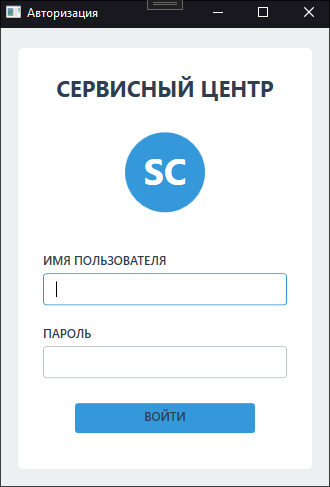 Авторизация
СЕРВИСНЫЙ ЦЕНТР
SC
ИМЯ ПОЛЬЗОВАТЕЛЯ
ПАРОЛЬ
ВОЙТИ